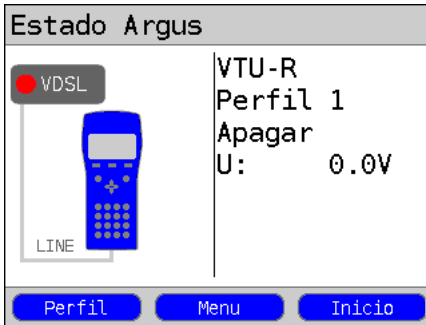 Estado Argus
VDSL
LINE
VTU-R
Perfil 1
Apagar
U: 0.0V
Perfil
Menu
Inicio